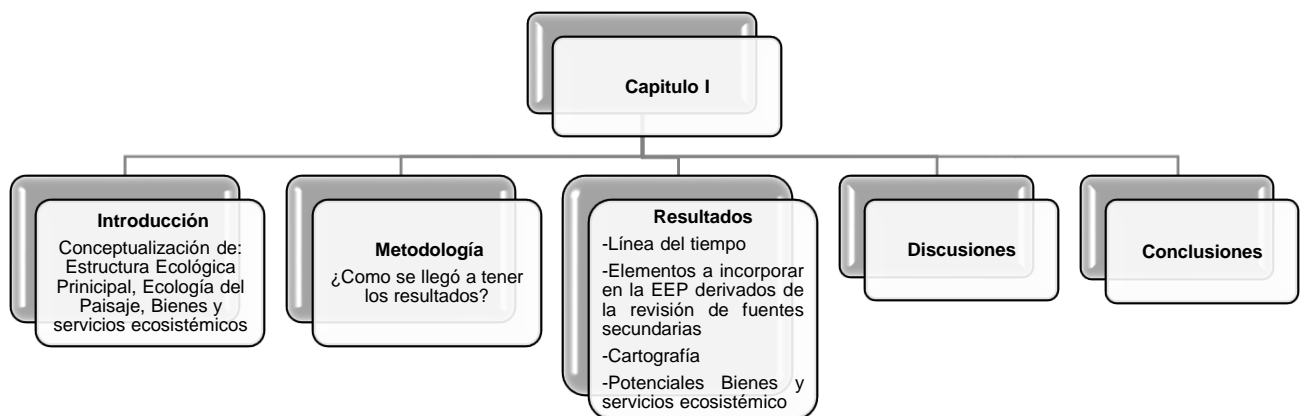 Capitulo I
Introducción
Conceptualización de:
Estructura Ecológica
Prinicipal, Ecología del
Paisaje, Bienes y
servicios ecosistémicos
Metodología
¿Como se llegó a tener
los resultados?
Resultados
-Línea del tiempo
-Elementos a incorporar
en la EEP derivados de
la revisión de fuentes
secundarias
-Cartografía
-Potenciales Bienes y
servicios ecosistémico
Discusiones
Conclusiones